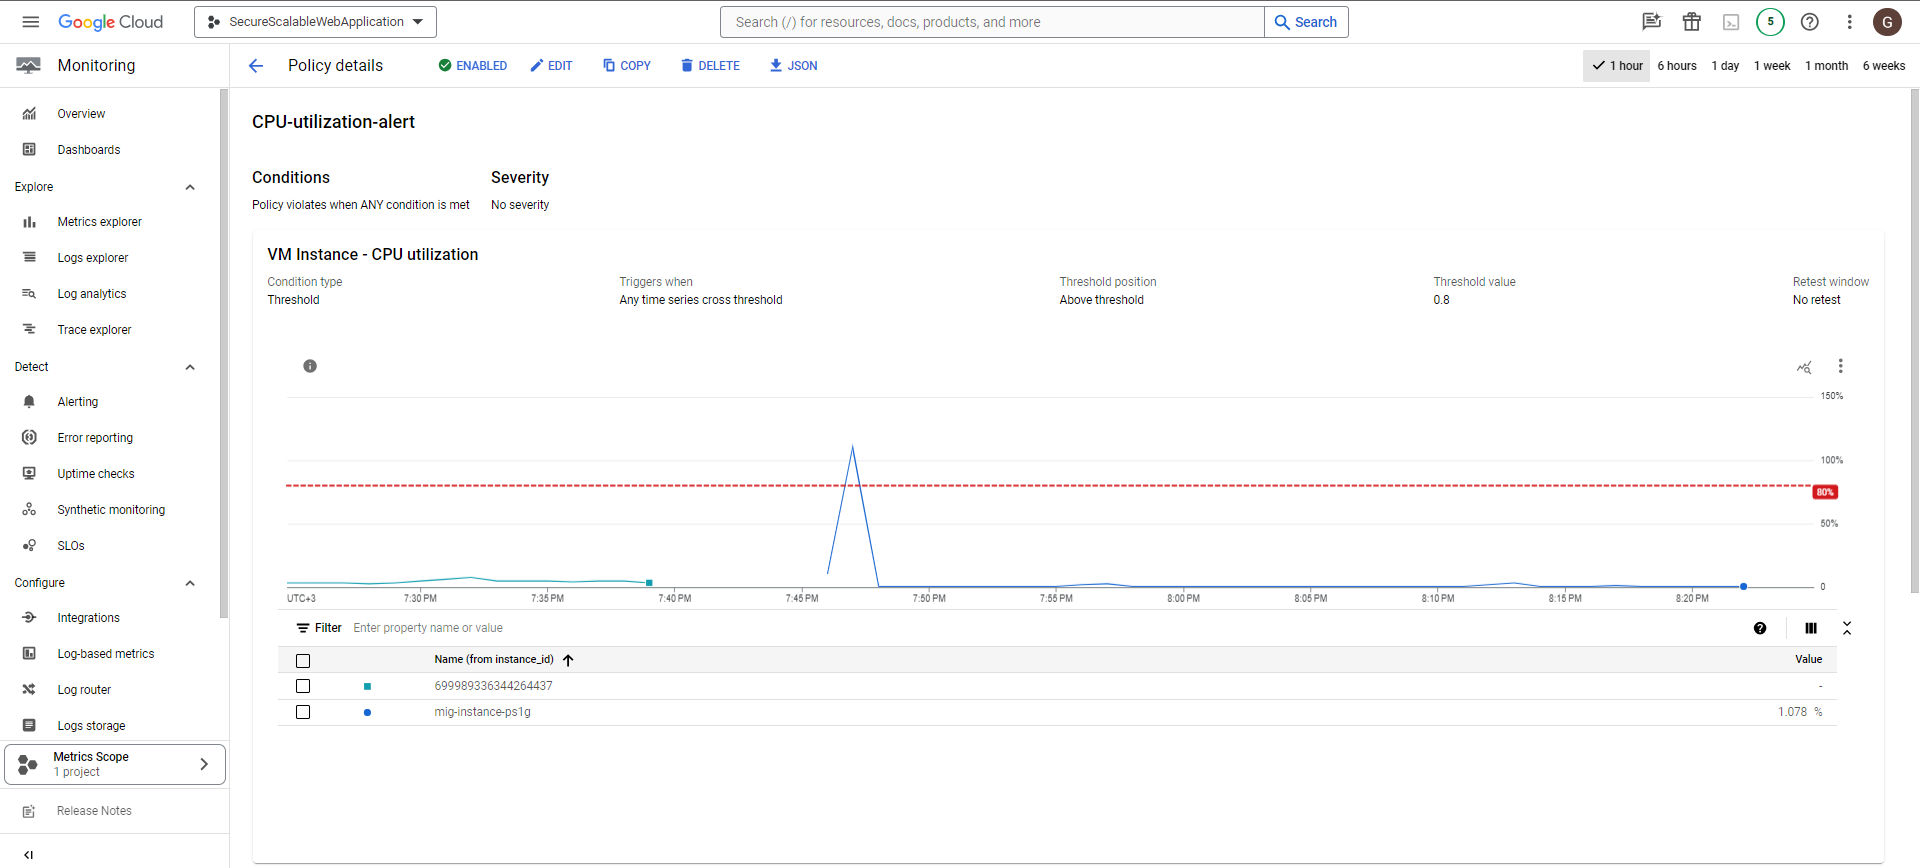 Google Cloud
SecureScalableWebApplication
Search (/) for resources, docs, products, and more
Search
5
G
Monitoring
Policy details
ENABLED
EDIT
COPY
DELETE
JSON
1 hour
6 hours
1 day
1 week
1 month
6 weeks
Overview
Dashboards
Explore
Metrics explorer
Logs explorer
Log analytics
Trace explorer
Detect
Alerting
Error reporting
Uptime checks
Synthetic monitoring
SLOs
Configure
Integrations
Log-based metrics
Log router
Logs storage
Metrics Scope
1 project
Release Notes
CPU-utilization-alert
Conditions
Policy violates when ANY condition is met
Severity
No severity
VM Instance - CPU utilization
Condition type
Threshold
Triggers when
Any time series cross threshold
Threshold position
Above threshold
Threshold value
0.8
Retest window
No retest
150%
100%
80%
50%
0
UTC+3
7:30 PM
7:35 PM
7:40 PM
7:45 PM
7:50 PM
7:55 PM
8:00 PM
8:05 PM
8:10 PM
8:15 PM
8:20 PM
Filter
Enter property name or value
Name (from instance_id)
Value
699989336344264437
-
mig-instance-ps1g
1.078 %